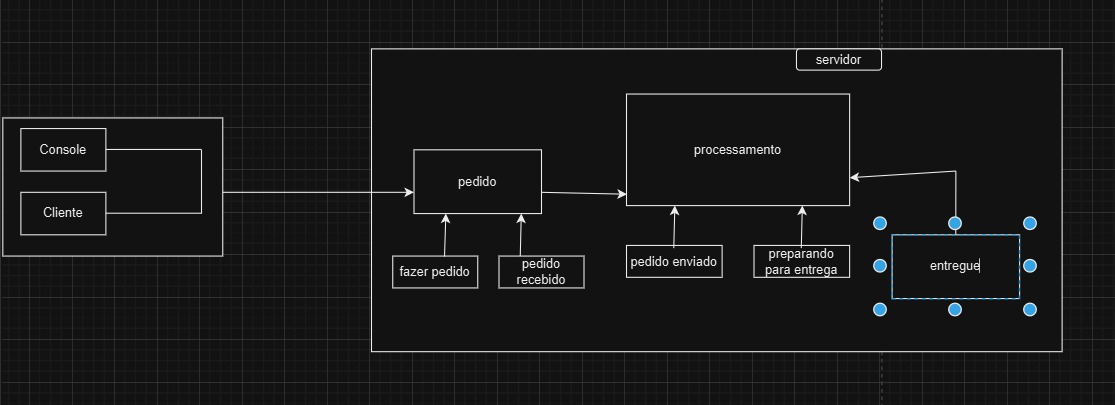 servidor
Console
Cliente
pedido
processamento
fazer pedido
pedido
recebido
pedido enviado
preparando
para entrega
entregue